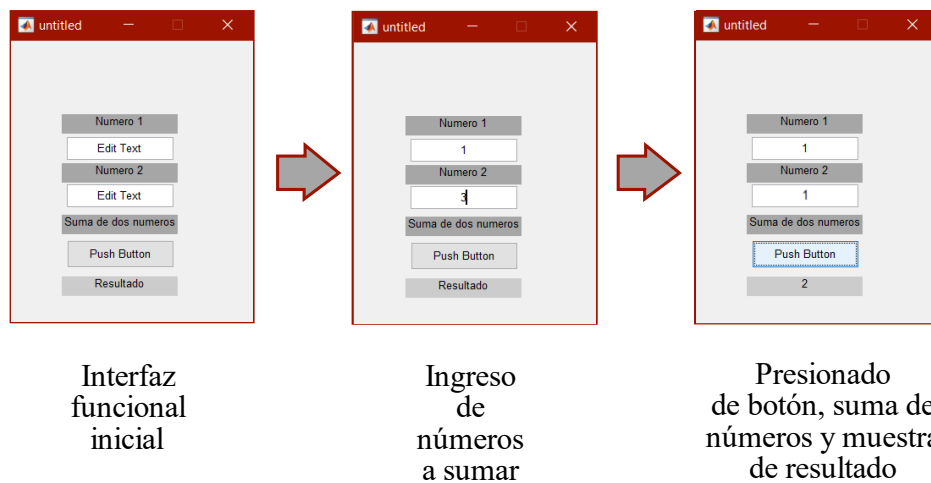 untitled
Numero 1
Edit Text
Numero 2
Edit Text
Suma de dos numeros
Push Button
Resultado
Interfaz
funcional
inicial
untitled
Numero 1
1
Numero 2
3
Suma de dos numeros
Push Button
Resultado
Ingreso
de
números
a sumar
untitled
Numero 1
1
Numero 2
1
Suma de dos numeros
Push Button
2
Presionado
de botón, suma de
números y muestra
de resultado